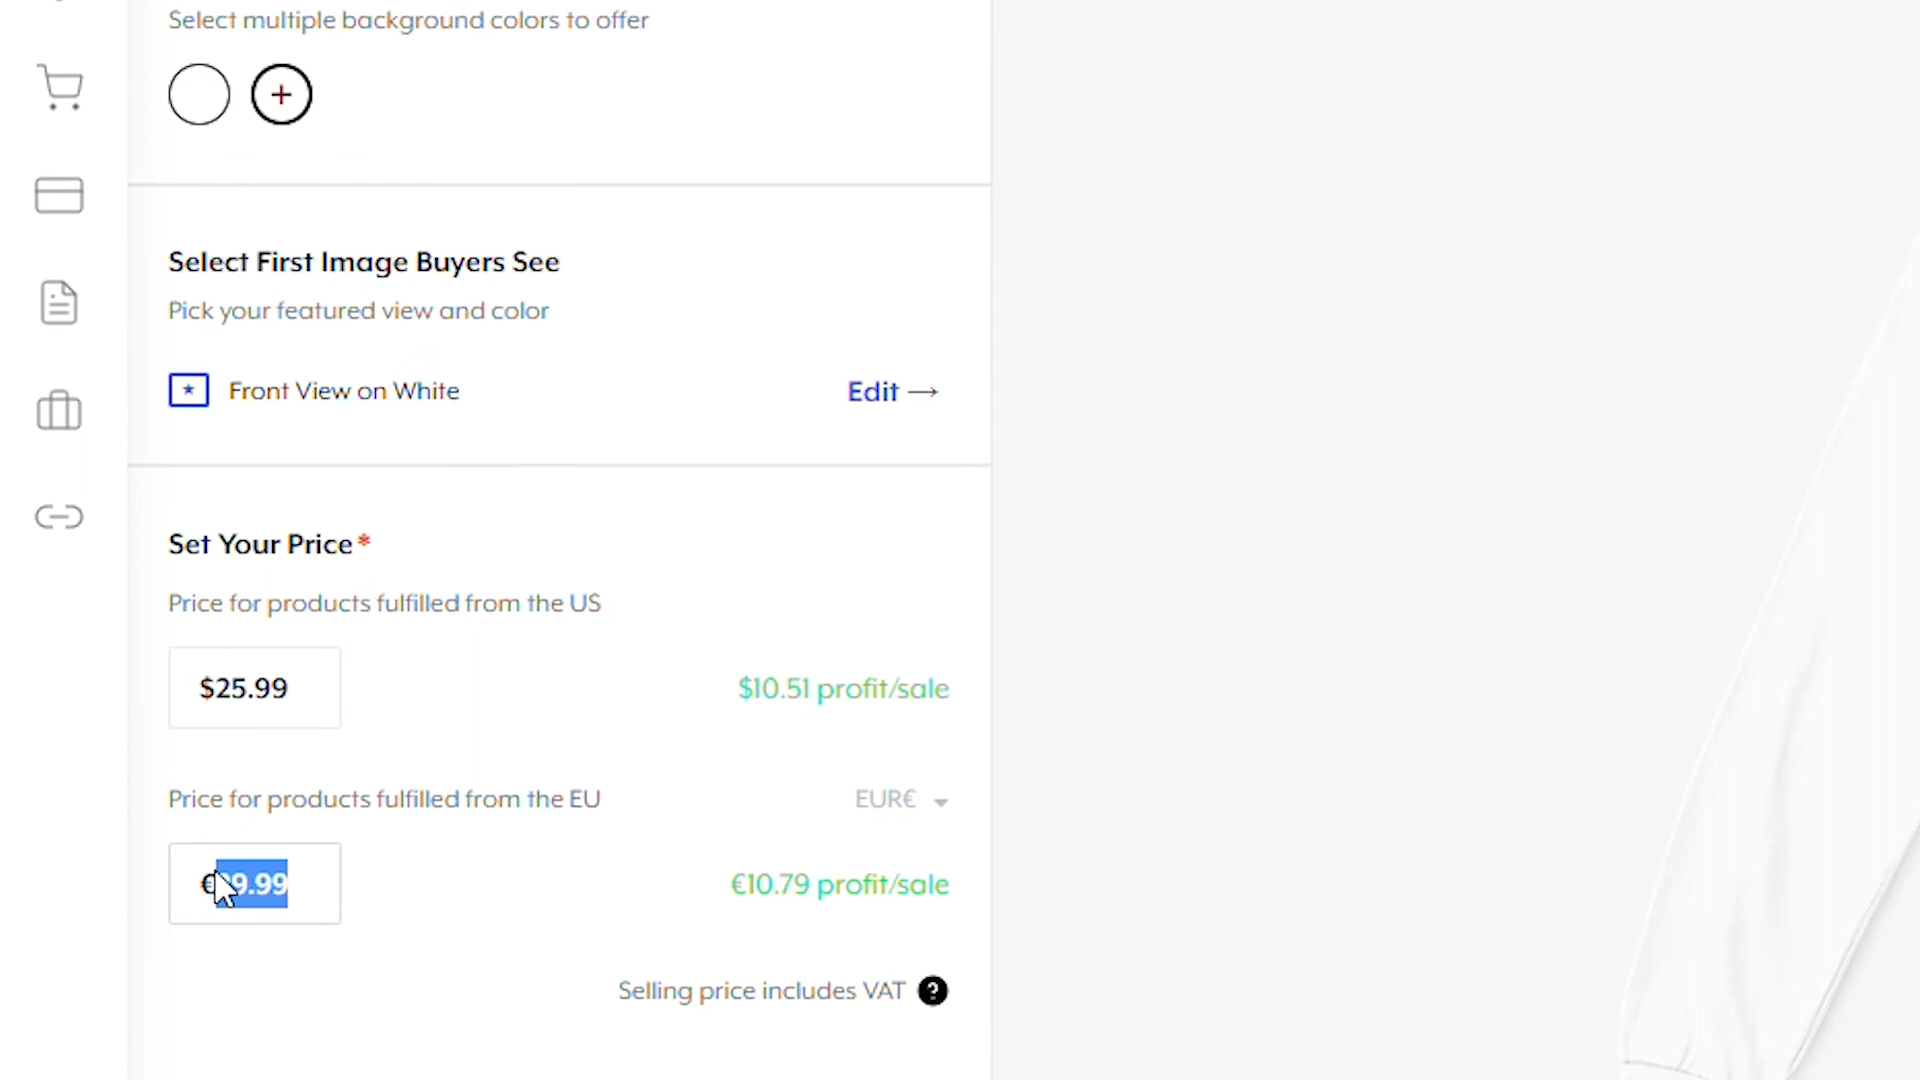 Select multiple background colors to offer
Select First Image Buyers See
Pick your featured view and color
Front View on White
Edit →
Set Your Price*
Price for products fulfilled from the US
$25.99
$10.51 profit/sale
Price for products fulfilled from the EU
EUR€
€10.79 profit/sale
Selling price includes VAT ?